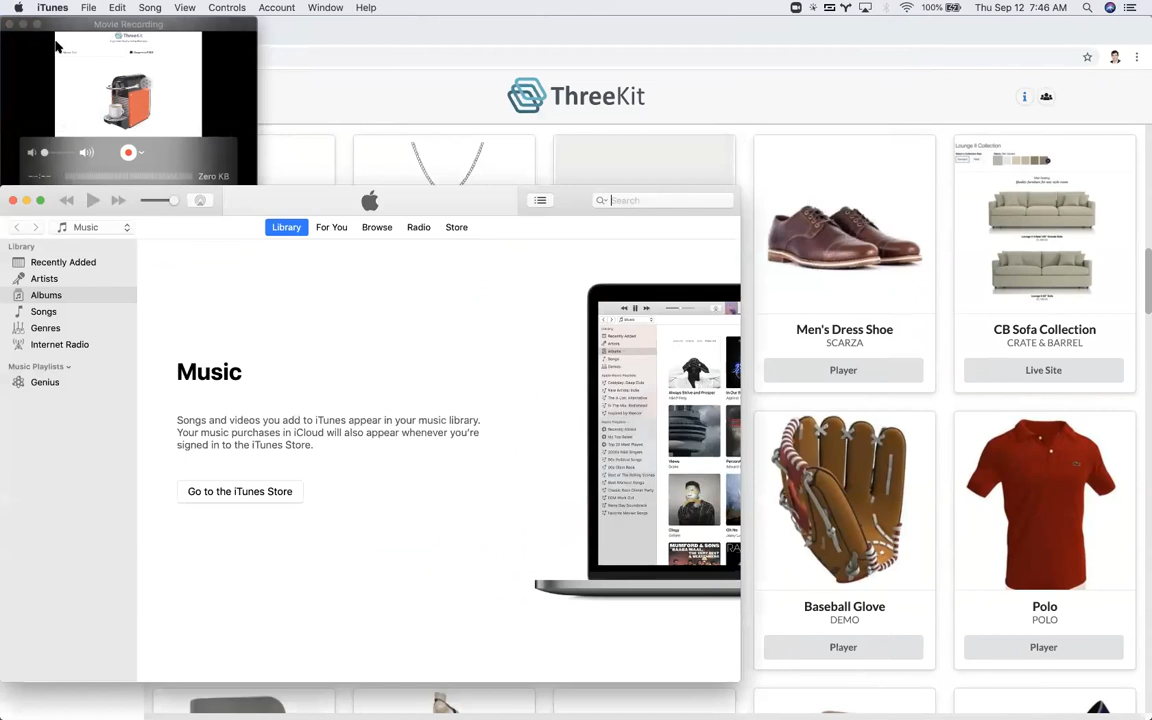 iTunes File Edit Song View Controls Account Window Help
100% Thu Sep 12 7:46 AM
Movie Recording
ThreeKit
Zero KB
ThreeKit
Search
Music
Library For You Browse Radio Store
Library
Recently Added
Artists
Albums
Songs
Genres
Internet Radio
Music Playlists
Genius
Music
Songs and videos you add to iTunes appear in your music library.
Your music purchases in iCloud will also appear whenever you're
signed in to the iTunes Store.
Go to the iTunes Store
Lounge II Collection
Men's Dress Shoe
SCARZA
Player
CB Sofa Collection
CRATE & BARREL
Live Site
Baseball Glove
DEMO
Player
Polo
POLO
Player